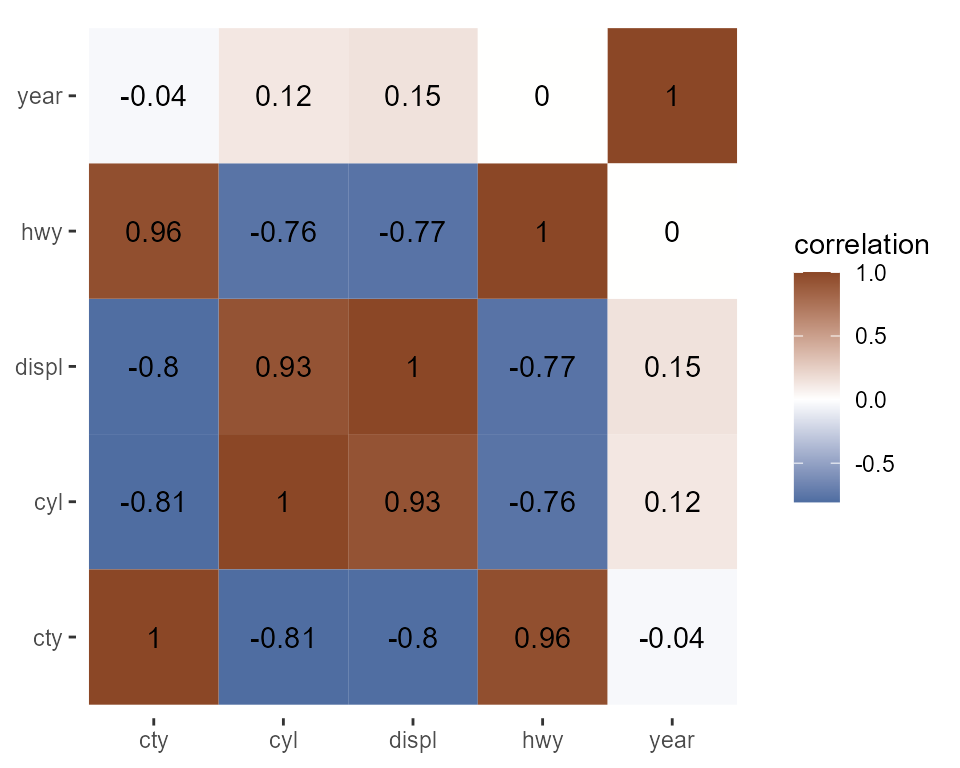 year -0.04 0.12 0.15 0 1
hwy 0.96 -0.76 -0.77 1 0
displ -0.8 0.93 1 -0.77 0.15
cyl -0.81 1 0.93 -0.76 0.12
cty 1 -0.81 -0.8 0.96 -0.04
cty cyl displ hwy year
correlation
1.0
0.5
0.0
-0.5